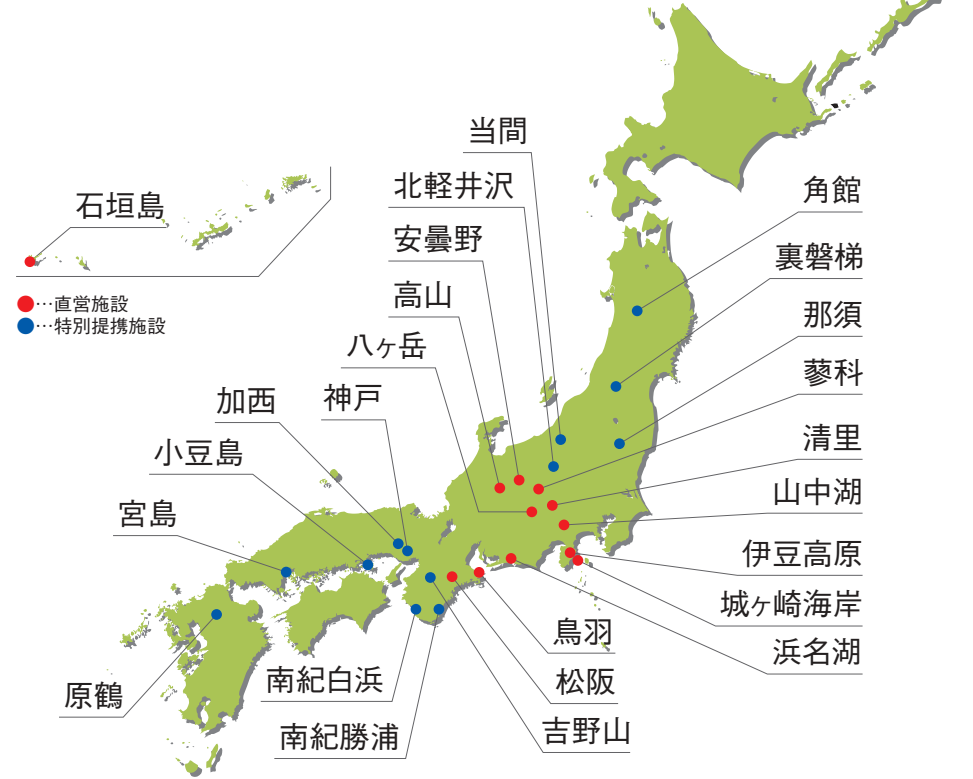 当間
北軽井沢
安曇野
高山
八ヶ岳
神戸
加西
小豆島
宮島
原鶴
石垣島
●…直営施設
●…特別提携施設
角館
裏磐梯
那須
蓼科
清里
山中湖
伊豆高原
城ヶ崎海岸
浜名湖
鳥羽
松阪
吉野山
南紀白浜
南紀勝浦